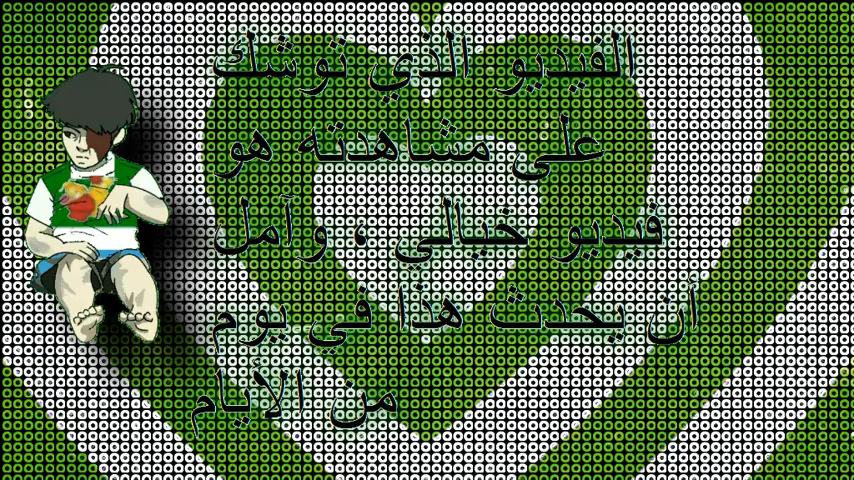 الفيديو الذي توشك
على مشاهدته هو
فيديو خيالي ، وآمل
أن يحدث هذا في يوم
من الأيام